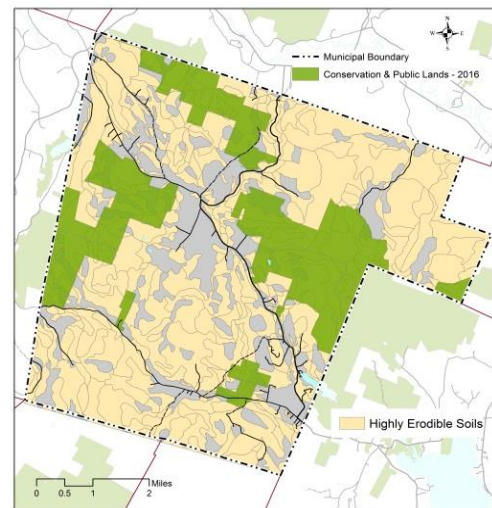 N
W E
S
Municipal Boundary
Conservation & Public Lands - 2016
Highly Erodible Soils
0 0.5 1 2 Miles